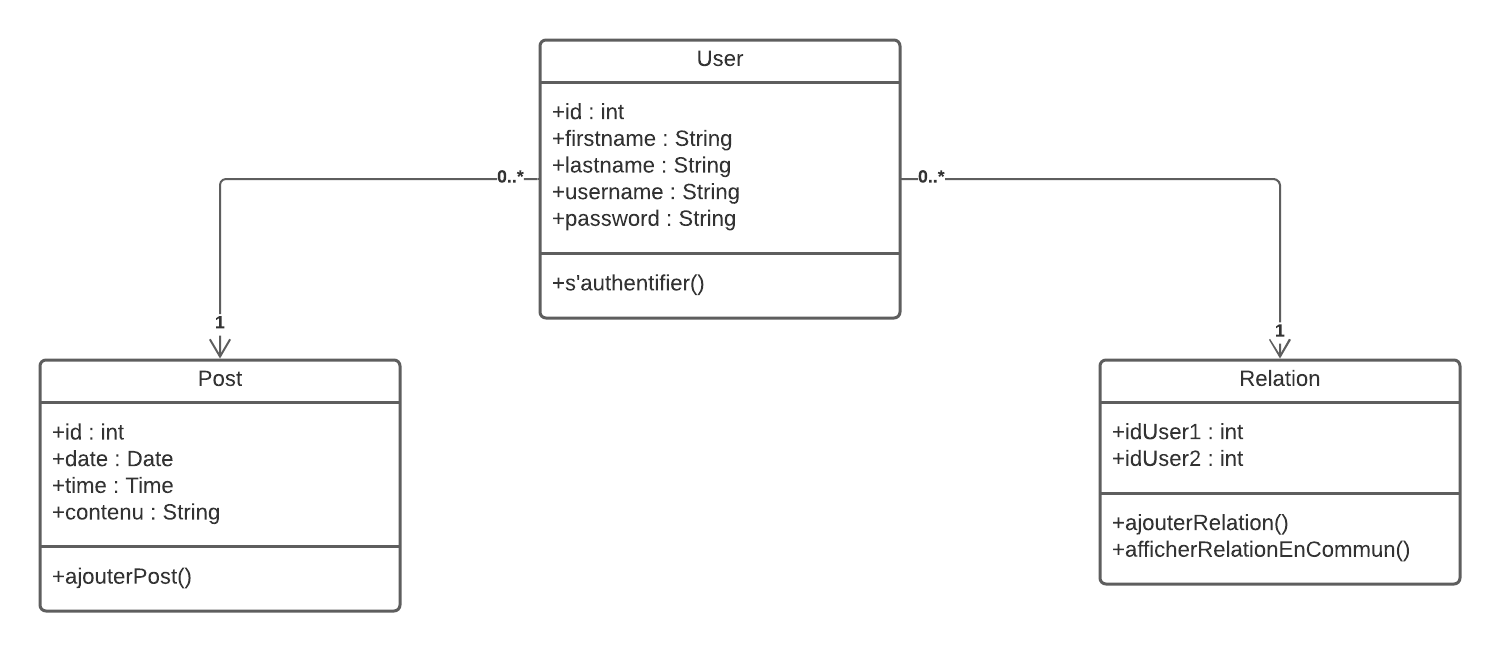 User
+id : int
+firstname : String
+lastname : String
+username : String
+password : String
+s'authentifier()
0..*
0..*
1
1
Post
+id : int
+date : Date
+time : Time
+contenu : String
+ajouterPost()
Relation
+idUser1 : int
+idUser2 : int
+ajouterRelation()
+afficherRelationEnCommun()